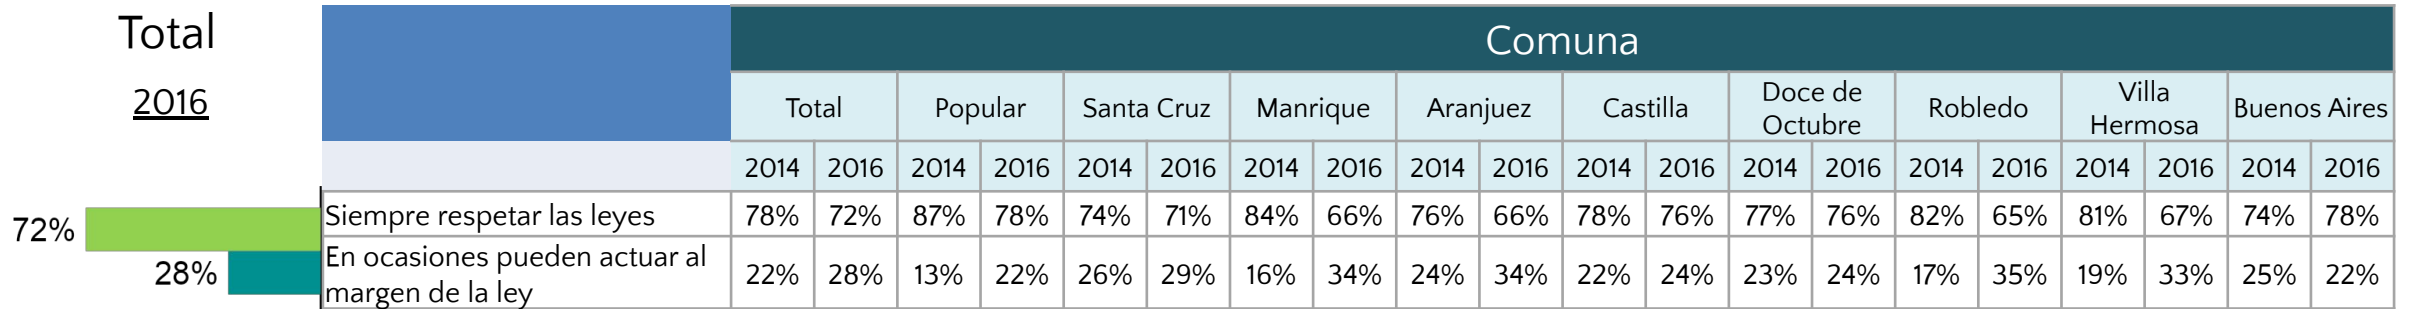 Total
2016
Comuna
Total Popular Santa Cruz Manrique Aranjuez Castilla Doce de Octubre Robledo Villa Hermosa Buenos Aires
2014 2016 2014 2016 2014 2016 2014 2016 2014 2016 2014 2016 2014 2016 2014 2016 2014 2016 2014 2016
72%
Siempre respetar las leyes 78% 72% 87% 78% 74% 71% 84% 66% 76% 66% 78% 76% 77% 76% 82% 65% 81% 67% 74% 78%
28%
En ocasiones pueden actuar al
margen de la ley 22% 28% 13% 22% 26% 29% 16% 34% 24% 34% 22% 24% 23% 24% 17% 35% 19% 33% 25% 22%